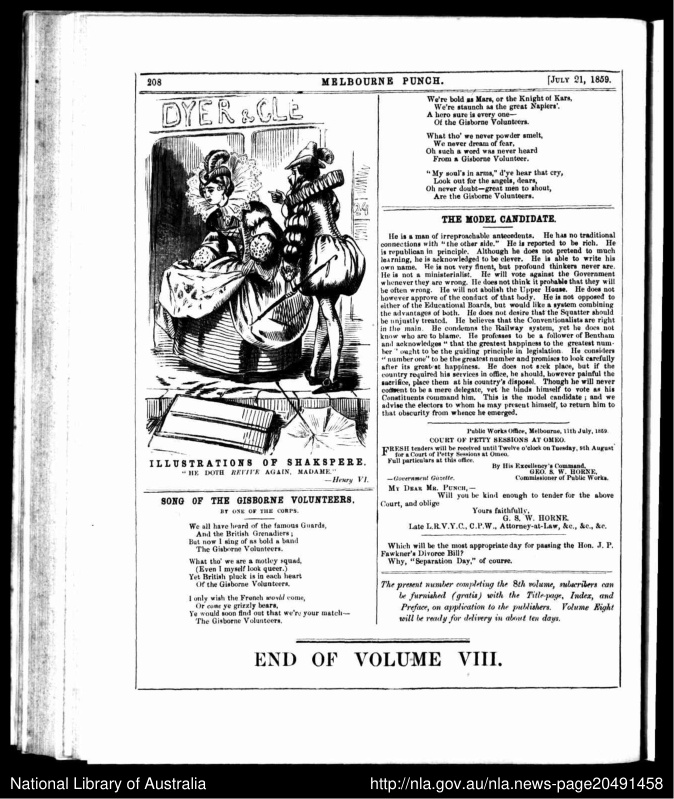 208
MELBOURNE PUNCH.
[JULY 21, 1859.
DYER & CLE
ILLUSTRATIONS OF SHAKSPERE.
"HE DOTH REVIVE AGAIN, MADAME."
—Henry VI.
SONG OF THE GISBORNE VOLUNTEERS.
BY ONE OF THE CORPS.
We all have heard of the famous Guards,
And the British Grenadiers;
But now I sing of as bold a band
The Gisborne Volunteers.
What tho' we are a motley squad,
(Even I myself look queer.)
Yet British pluck is in each heart
Of the Gisborne Volunteers.
I only wish the French would come,
Or come ye grizzly bears,
Ye would soon find out that we're your match—
The Gisborne Volunteers.
We're bold as Mars, or the Knight of Kars,
We're staunch as the great Napiers'.
A hero sure is every one—
Of the Gisborne Volunteers.
What tho' we never powder smelt,
We never dream of fear,
Oh such a word was never heard
From a Gisborne Volunteer.
"My soul's in arms," d'ye hear that cry,
Look out for the angels, dears,
Oh never doubt—great men to shout,
Are the Gisborne Volunteers.
THE MODEL CANDIDATE.
He is a man of irreproachable antecedents. He has no traditional
connections with "the other side." He is reported to be rich. He
is republican in principle. Although he does not pretend to much
learning, he is acknowledged to be clever. He is able to write his
own name. He is not very fluent, but profound thinkers never are.
He is not a ministerialist. He will vote against the Government
whenever they are wrong. He does not think it probable that they will
be often wrong. He will not abolish the Upper House. He does not
however approve of the conduct of that body. He is not opposed to
either of the Educational Boards, but would like a system combining
the advantages of both. He does not desire that the Squatter should
be unjustly treated. He believes that the Conventionalists are right
in the main. He condemns the Railway system, yet he does not
know who are to blame. He professes to be a follower of Bentham
and acknowledges "that the greatest happiness to the greatest num-
ber" ought to be the guiding principle in legislation. He considers
"number one" to be the greatest number and promises to look carefully
after its greatest happiness. He does not seek place, but if the
country required his services in office, he should, however painful the
sacrifice, place them at his country's disposal. Though he will never
consent to be a mere delegate, yet he binds himself to vote as his
Constituents command him. This is the model candidate; and we
advise the electors to whom he may present himself, to return him to
that obscurity from whence he emerged.
Public Works Office, Melbourne, 11th July, 1859.
COURT OF PETTY SESSIONS AT OMEO.
FRESH tenders will be received until Twelve o'clock on Tuesday, 9th August
for a Court of Petty Sessions at Omeo.
Full particulars at this office.
By His Excellency's Command,
GEO. S. W. HORNE,
—Government Gazette. Commissioner of Public Works.
MY DEAR MR. PUNCH,—
Will you be kind enough to tender for the above
Court, and oblige
Yours faithfully,
G. S. W. HORNE.
Late L.R.V.Y.C., C.P.W., Attorney-at-Law, &c., &c., &c.
Which will be the most appropriate day for passing the Hon. J. P.
Fawkner's Divorce Bill?
Why, "Separation Day," of course.
The present number completing the 8th volume, subscribers can
be furnished (gratis) with the Title-page, Index, and
Preface, on application to the publishers. Volume Eight
will be ready for delivery in about ten days.
END OF VOLUME VIII.
National Library of Australia
http://nla.gov.au/nla.news-page20491458